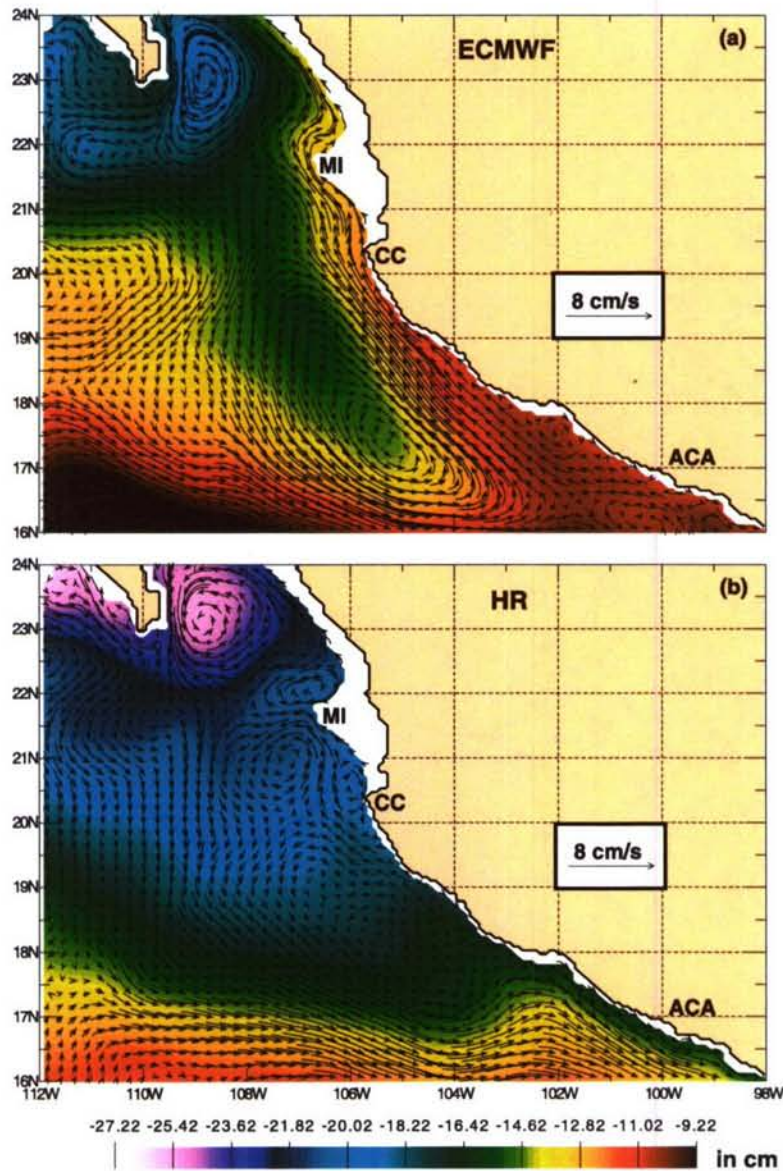 24N
23N
22N
21N
20N
19N
18N
17N
16N
ECMWF
(a)
MI
CC
8 cm/s
ACA
24N
23N
22N
21N
20N
19N
18N
17N
16N
HR
(b)
MI
CC
8 cm/s
ACA
112W 110W 108W 106W 104W 102W 100W 98W
-27.22 -25.42 -23.62 -21.82 -20.02 -18.22 -16.42 -14.62 -12.82 -11.02 -9.22
in cm